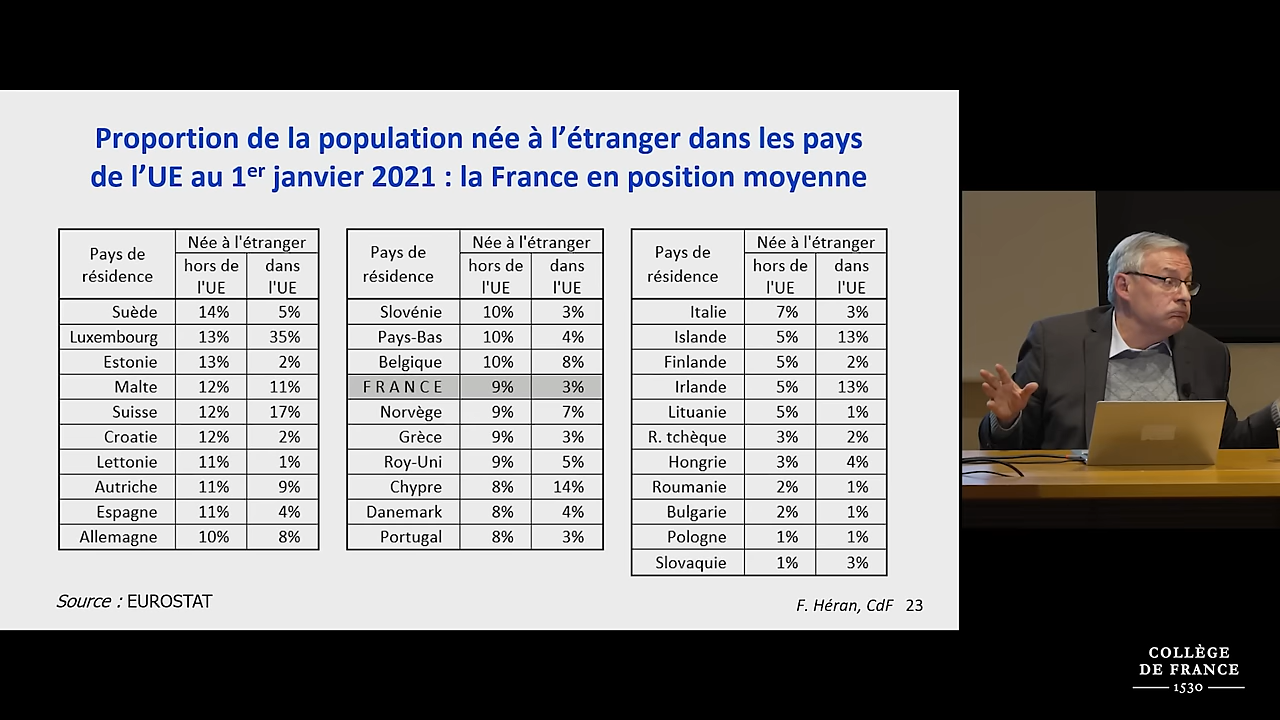 Proportion de la population née à l’étranger dans les pays
de l’UE au 1er janvier 2021 : la France en position moyenne
Pays de résidence Née à l'étranger
hors de l'UE dans l'UE
Suède 14% 5%
Luxembourg 13% 35%
Estonie 13% 2%
Malte 12% 11%
Suisse 12% 17%
Croatie 12% 2%
Lettonie 11% 1%
Autriche 11% 9%
Espagne 11% 4%
Allemagne 10% 8%
Pays de résidence Née à l'étranger
hors de l'UE dans l'UE
Slovénie 10% 3%
Pays-Bas 10% 4%
Belgique 10% 8%
FRANCE 9% 3%
Norvège 9% 7%
Grèce 9% 3%
Roy-Uni 9% 5%
Chypre 8% 14%
Danemark 8% 4%
Portugal 8% 3%
Pays de résidence Née à l'étranger
hors de l'UE dans l'UE
Italie 7% 3%
Islande 5% 13%
Finlande 5% 2%
Irlande 5% 13%
Lituanie 5% 1%
R. tchèque 3% 2%
Hongrie 3% 4%
Roumanie 2% 1%
Bulgarie 2% 1%
Pologne 1% 1%
Slovaquie 1% 3%
Source : EUROSTAT
F. Héran, CdF 23
COLLÈGE
DE FRANCE
1530